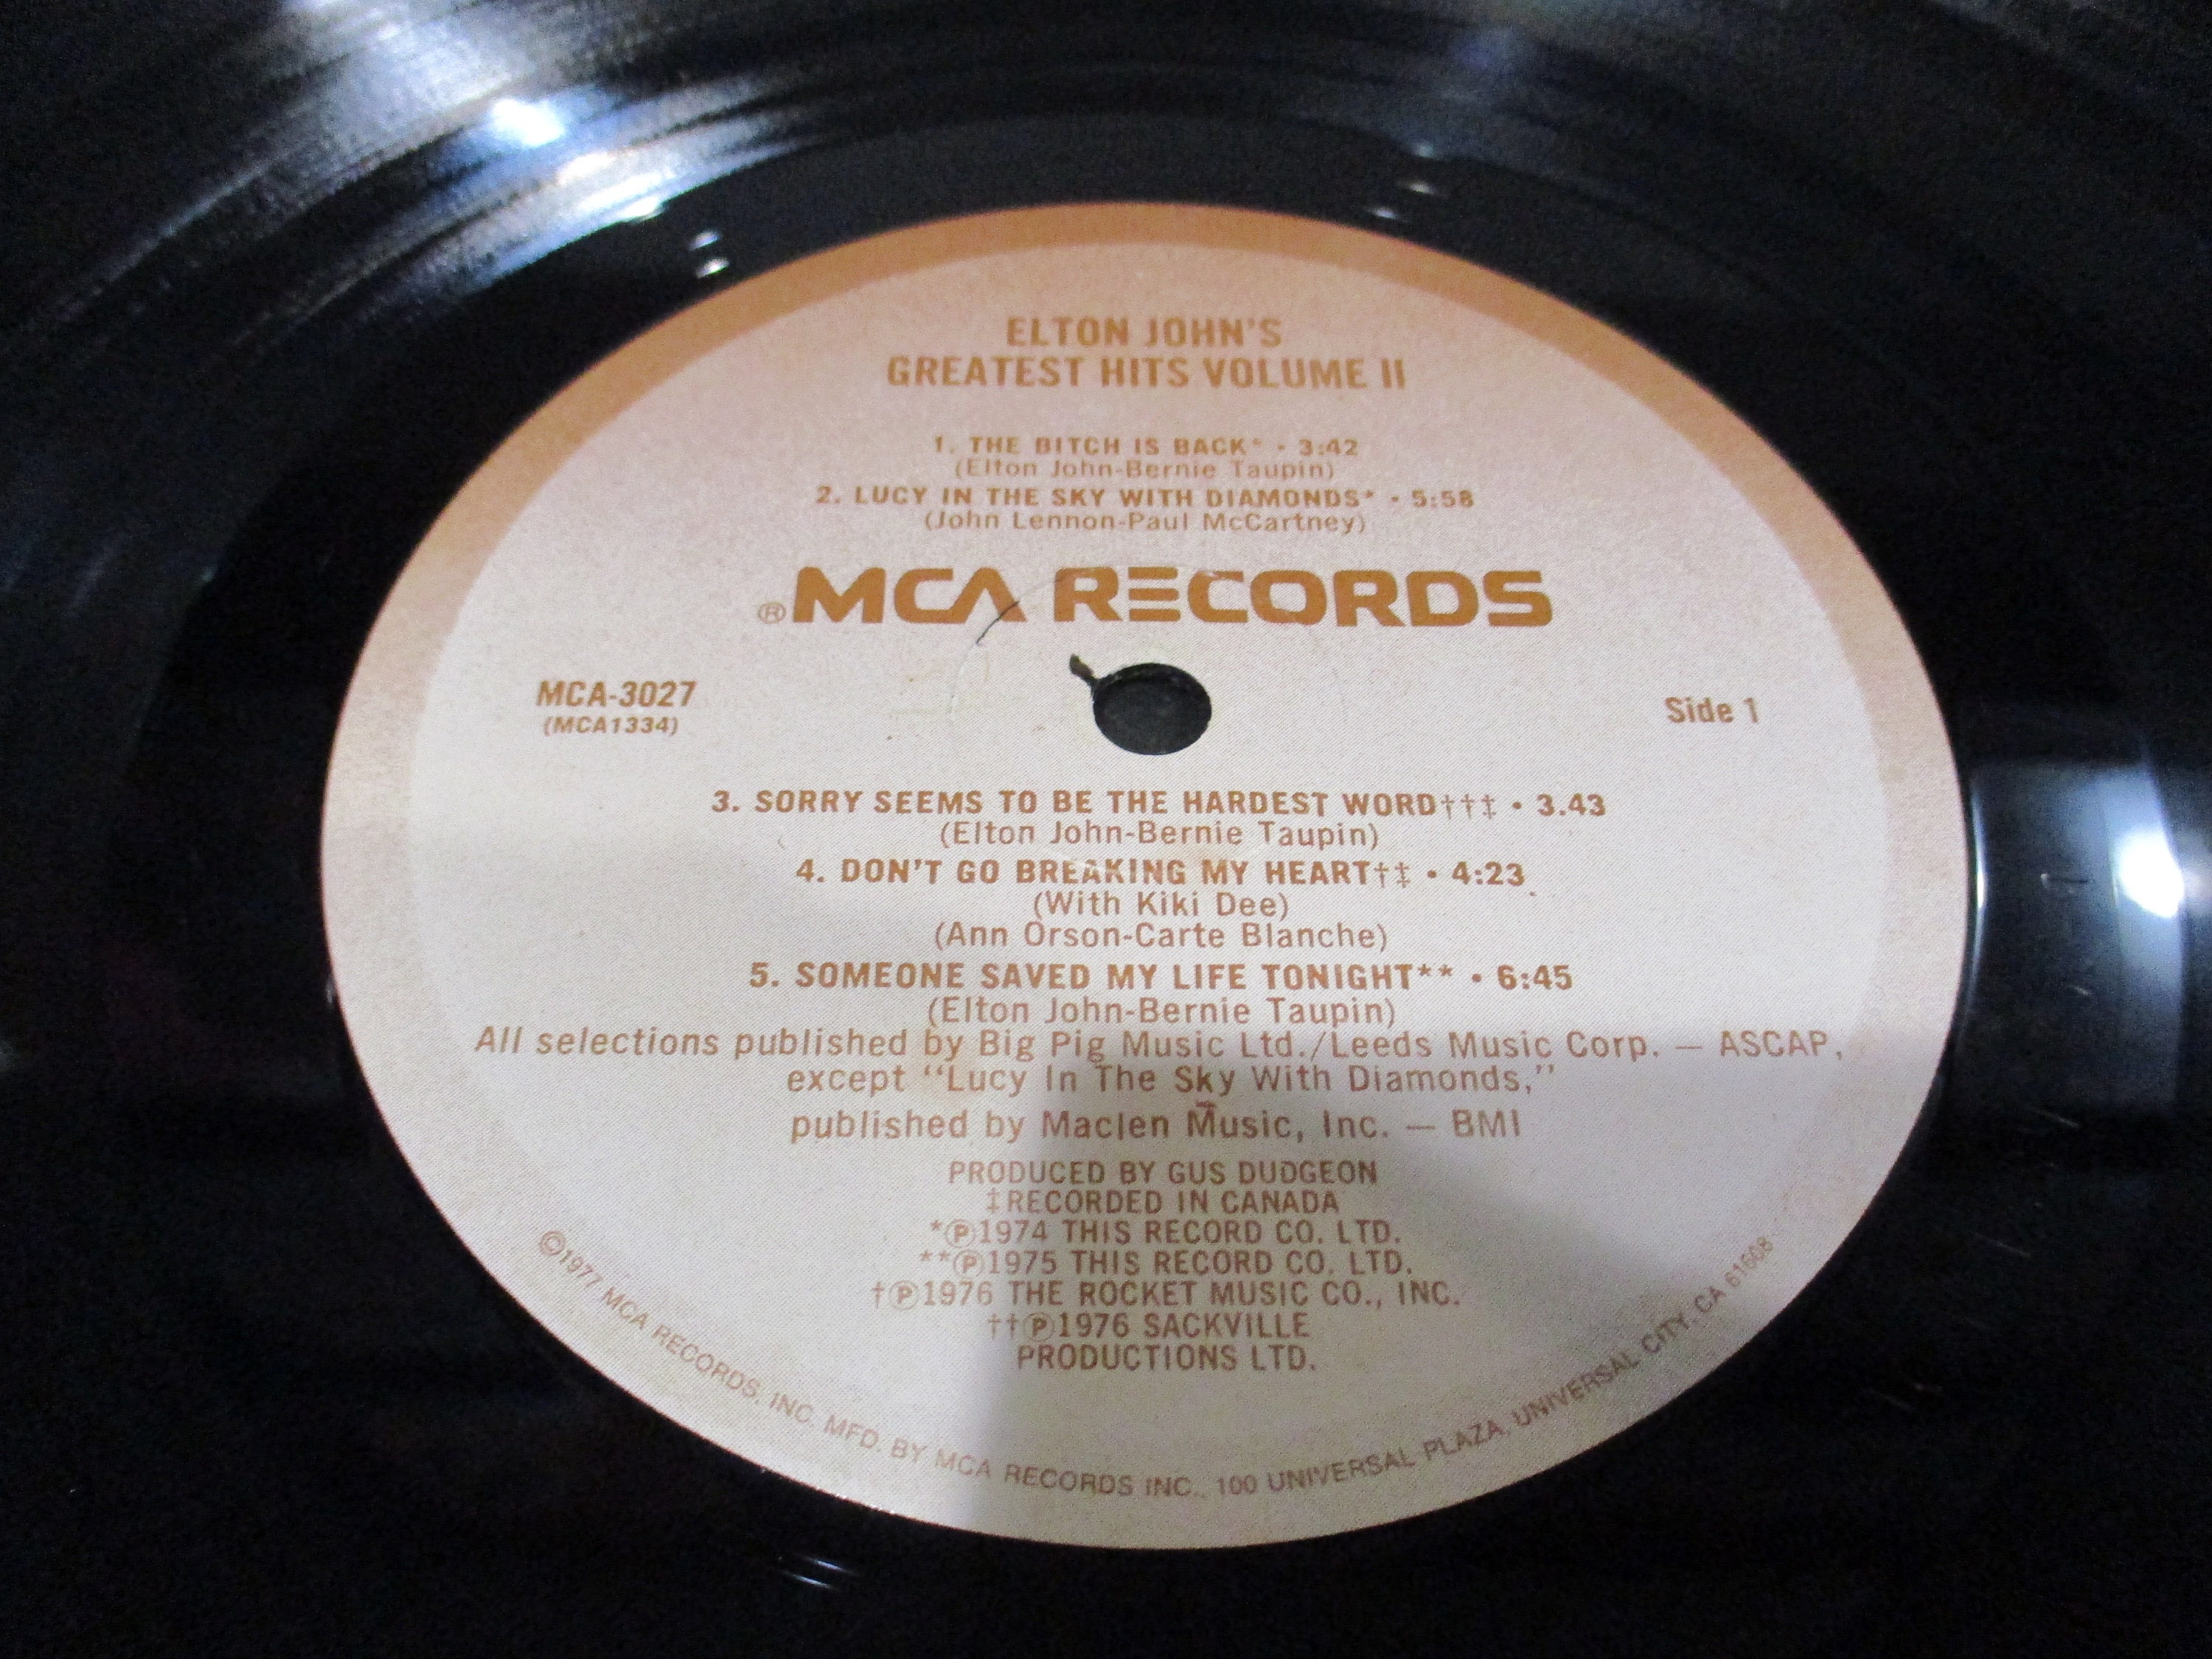 ELTON JOHN'S
GREATEST HITS VOLUME II
1. THE BITCH IS BACK* • 3:42
(Elton John-Bernie Taupin)
2. LUCY IN THE SKY WITH DIAMONDS* • 5:58
(John Lennon-Paul McCartney)
®MCA RECORDS
MCA-3027
(MCA1334)
Side 1
3. SORRY SEEMS TO BE THE HARDEST WORD†††‡ • 3.43
(Elton John-Bernie Taupin)
4. DON'T GO BREAKING MY HEART†‡ • 4:23
(With Kiki Dee)
(Ann Orson-Carte Blanche)
5. SOMEONE SAVED MY LIFE TONIGHT** • 6:45
(Elton John-Bernie Taupin)
All selections published by Big Pig Music Ltd./Leeds Music Corp. — ASCAP,
except "Lucy In The Sky With Diamonds,"
published by Maclen Music, Inc. — BMI
PRODUCED BY GUS DUDGEON
‡RECORDED IN CANADA
*℗1974 THIS RECORD CO. LTD.
**℗1975 THIS RECORD CO. LTD.
†℗1976 THE ROCKET MUSIC CO., INC.
††℗1976 SACKVILLE
PRODUCTIONS LTD.
©1977 MCA RECORDS, INC. MFD. BY MCA RECORDS INC., 100 UNIVERSAL PLAZA, UNIVERSAL CITY, CA 61608